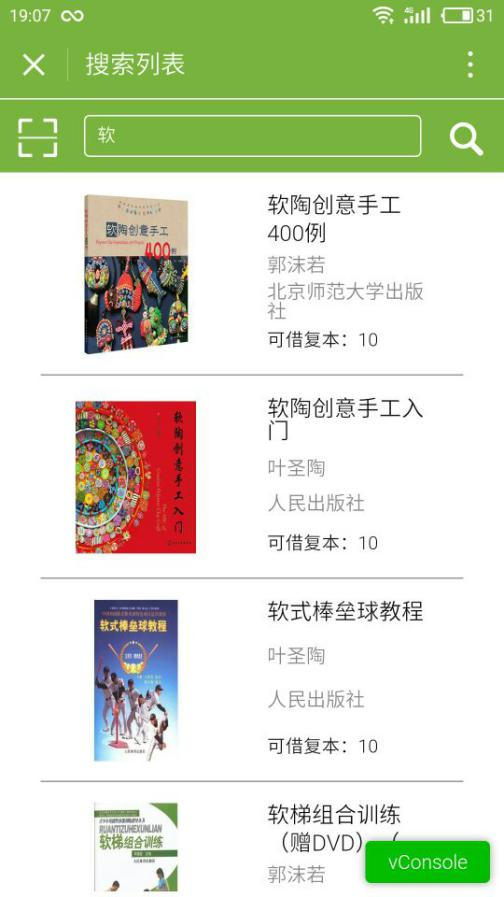 19:07
4G
31
搜索列表
软
软陶创意手工
400例
软陶创意手工
400例
郭沫若
北京师范大学出版
社
可借复本：10
软陶创意手工入门
软陶创意手工入
门
叶圣陶
人民出版社
可借复本：10
软式棒垒球教程
软式棒垒球教程
叶圣陶
人民出版社
可借复本：10
RUANTIZUHEXUNLIAN
软梯组合训练
软梯组合训练
（赠DVD）（
郭沫若
vConsole